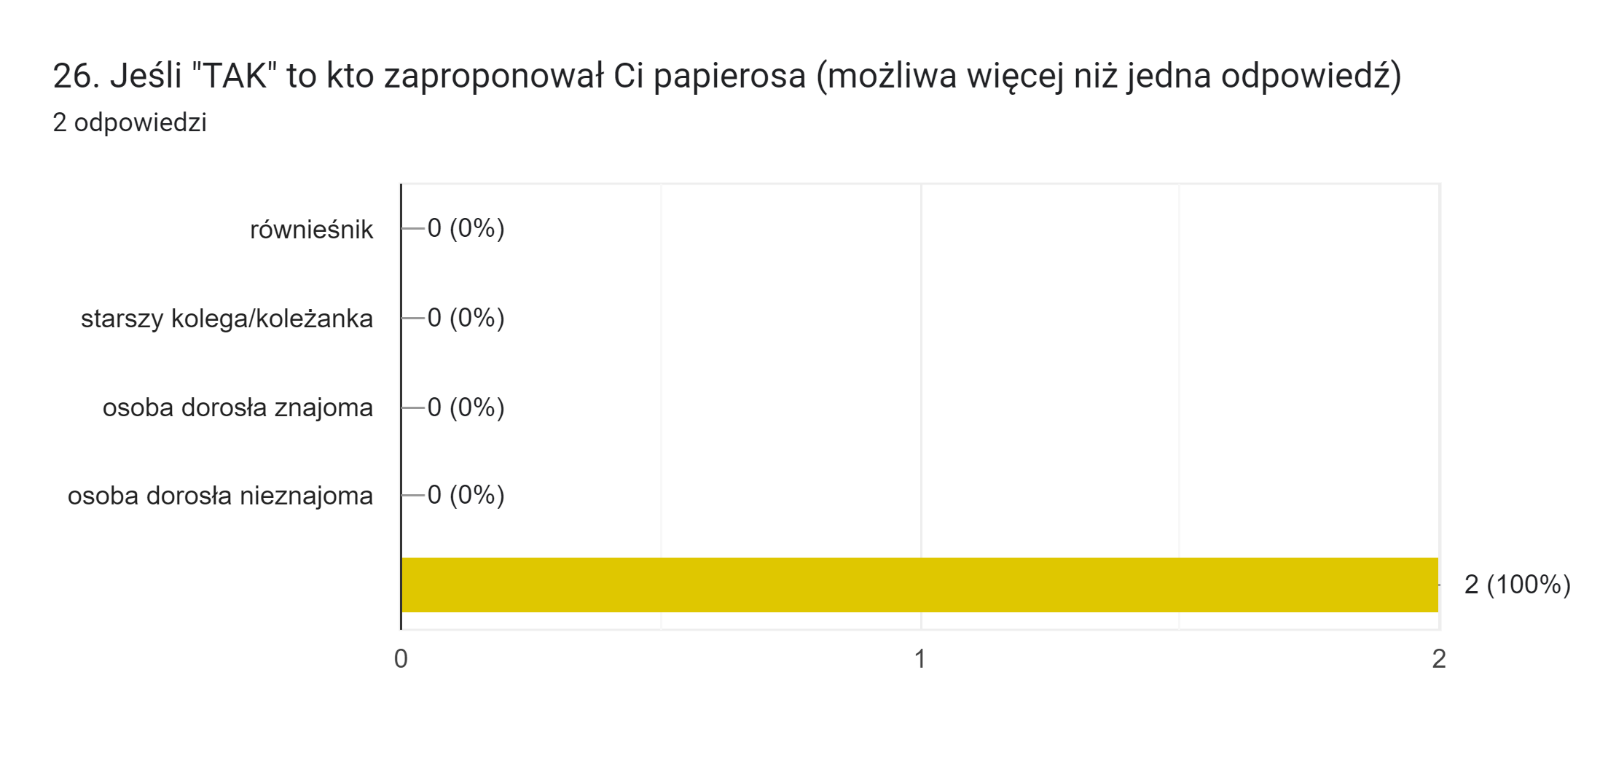 26. Jeśli "TAK" to kto zaproponował Ci papierosa (możliwa więcej niż jedna odpowiedź)
2 odpowiedzi
równieśnik 0 (0%)
starszy kolega/koleżanka 0 (0%)
osoba dorosła znajoma 0 (0%)
osoba dorosła nieznajoma 0 (0%)
2 (100%)
0 1 2